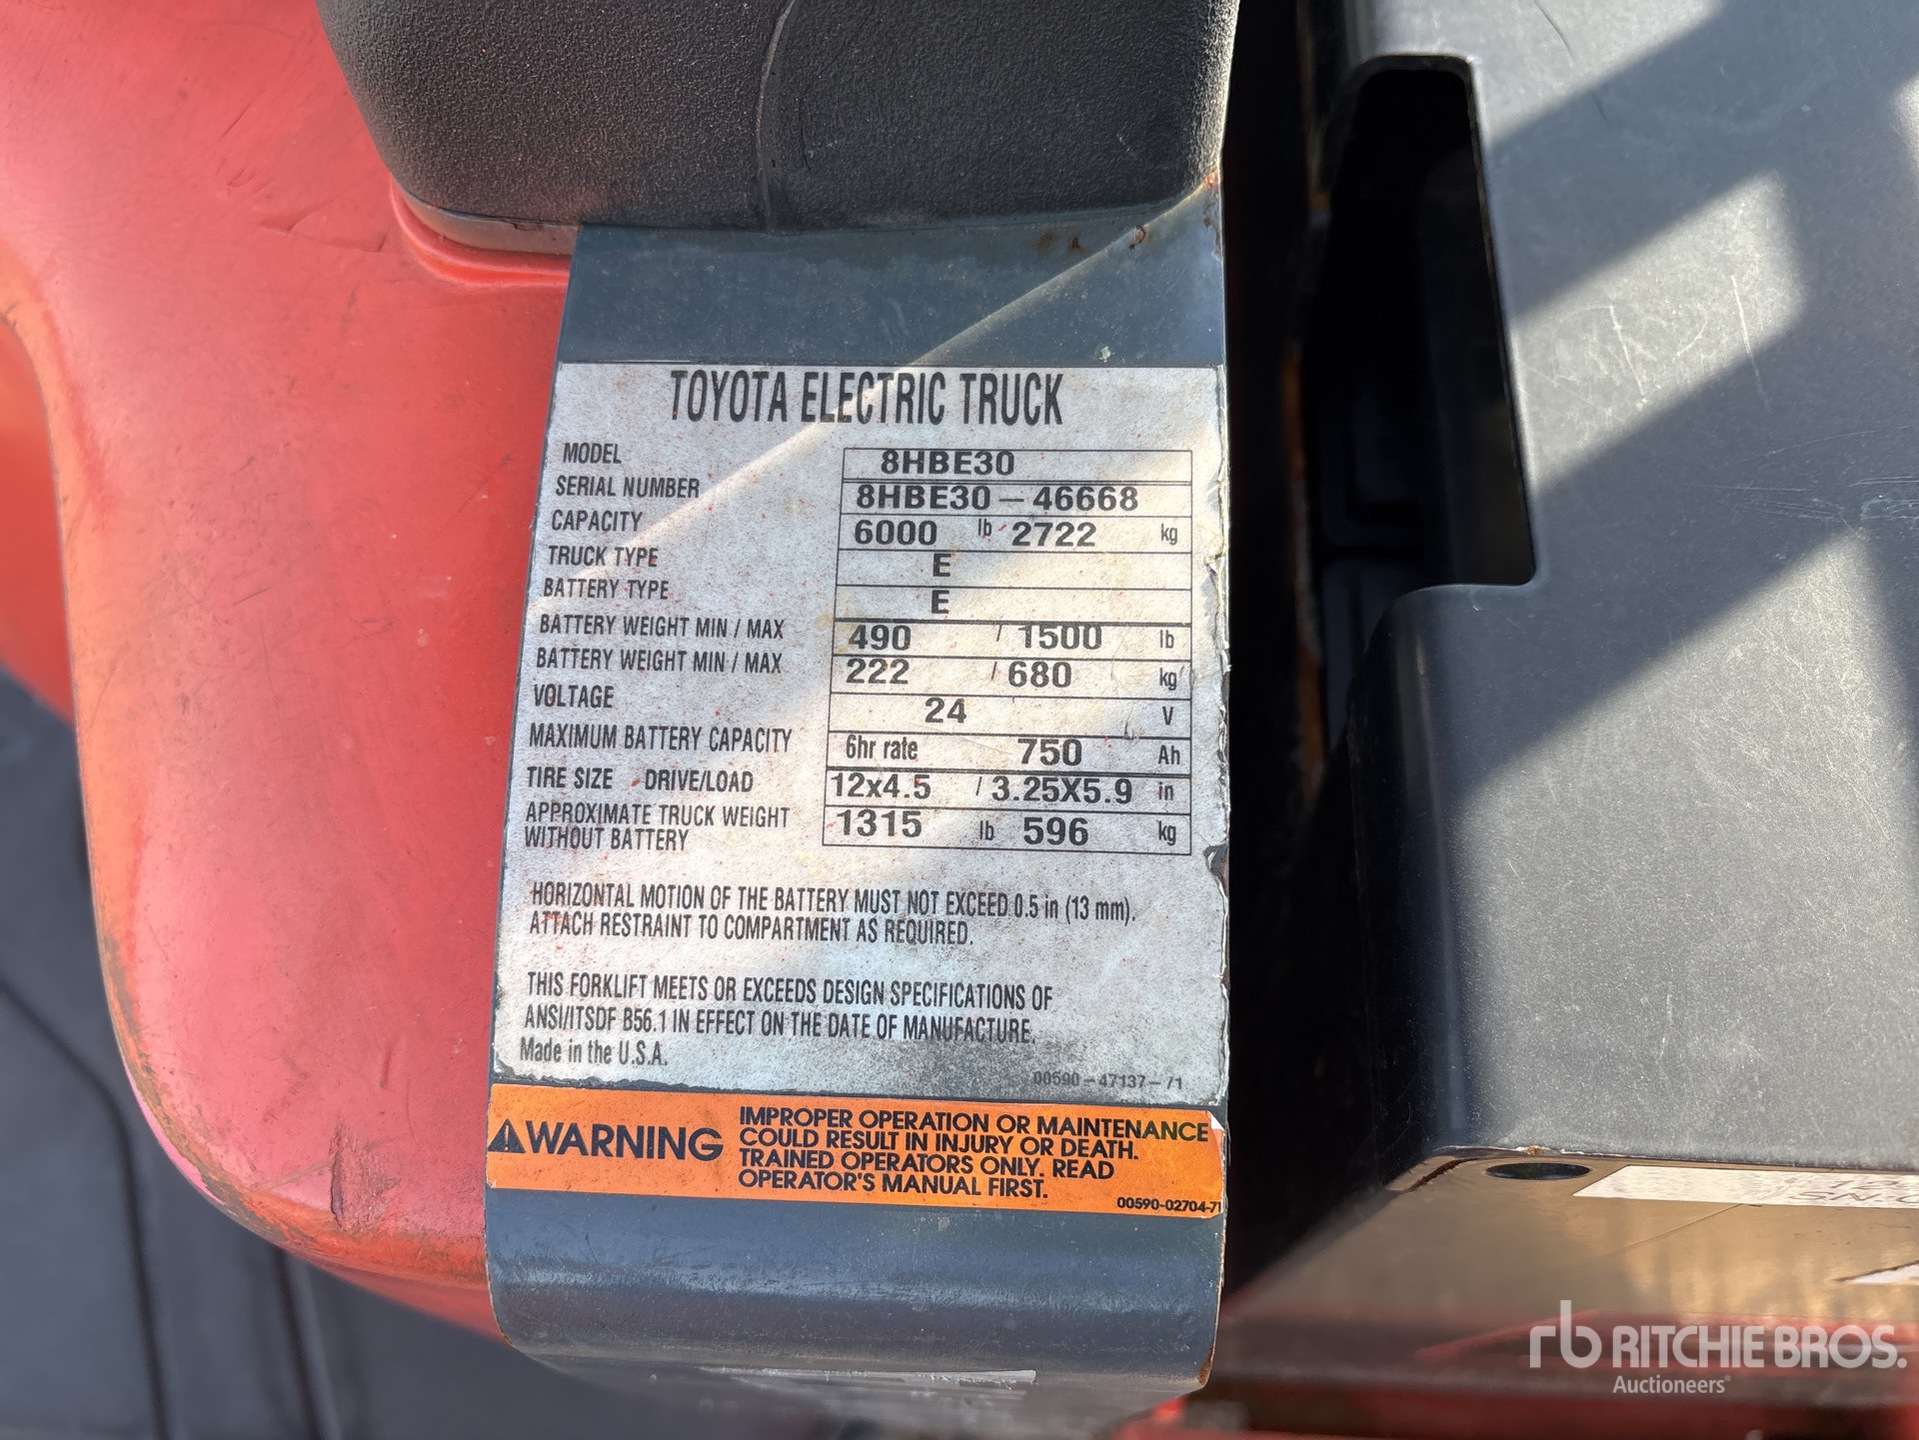 TOYOTA ELECTRIC TRUCK
MODEL 8HBE30
SERIAL NUMBER 8HBE30-46668
CAPACITY 6000 lb 2722 kg
TRUCK TYPE E
BATTERY TYPE E
BATTERY WEIGHT MIN / MAX 490 / 1500 lb
BATTERY WEIGHT MIN / MAX 222 / 680 kg
VOLTAGE 24 V
MAXIMUM BATTERY CAPACITY 6hr rate 750 Ah
TIRE SIZE - DRIVE/LOAD 12x4.5 / 3.25X5.9 in
APPROXIMATE TRUCK WEIGHT
WITHOUT BATTERY 1315 lb 596 kg
HORIZONTAL MOTION OF THE BATTERY MUST NOT EXCEED 0.5 in (13 mm).
ATTACH RESTRAINT TO COMPARTMENT AS REQUIRED.
THIS FORKLIFT MEETS OR EXCEEDS DESIGN SPECIFICATIONS OF
ANSI/ITSDF B56.1 IN EFFECT ON THE DATE OF MANUFACTURE.
Made in the U.S.A.
00590-47137-71
WARNING
IMPROPER OPERATION OR MAINTENANCE
COULD RESULT IN INJURY OR DEATH.
TRAINED OPERATORS ONLY. READ
OPERATOR'S MANUAL FIRST.
00590-02704-71
rb RITCHIE BROS.
Auctioneers